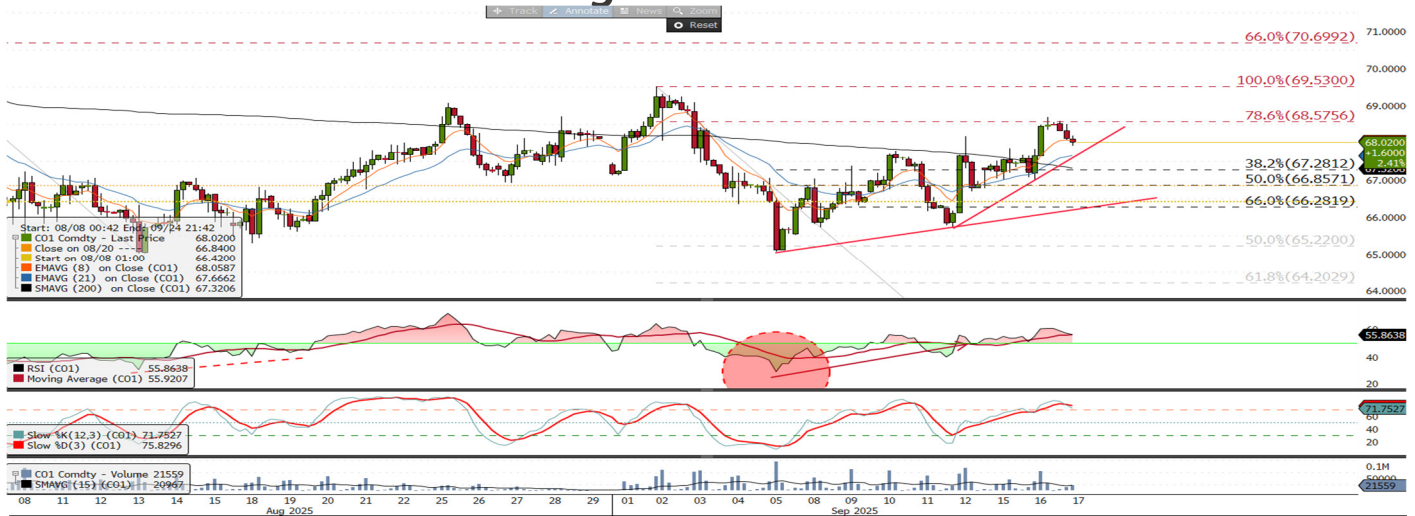 Track Annotate News Zoom
Reset
66.0%(70.6992)
100.0%(69.5300)
78.6%(68.5756)
38.2%(67.2812)
50.0%(66.8571)
66.0%(66.2819)
50.0%(65.2200)
61.8%(64.2029)
71.0000
70.0000
69.0000
68.0200
+1.6000
2.41%
67.3206
67.0000
66.0000
65.0000
64.0000
Start: 08/08 00:42 End: 09/24 21:42
CO1 Comdty - Last Price 68.0200
Close on 08/20 ---- 66.8400
Start on 08/08 01:00 66.4200
EMAVG (8) on Close (CO1) 68.0587
EMAVG (21) on Close (CO1) 67.6662
SMAVG (200) on Close (CO1) 67.3206
55.8638
40
20
RSI (CO1) 55.8638
Moving Average (CO1) 55.9207
71.7527
60
40
20
Slow %K(12,3) (CO1) 71.7527
Slow %D(3) (CO1) 75.8296
CO1 Comdty - Volume 21559
SMAVG (15) (CO1) 20967
0.1M
50000
21559
08 11 12 13 14 15 18 19 20 21 22 25 26 27 28 29 01 02 03 04 05 08 09 10 11 12 15 16 17
Aug 2025 Sep 2025